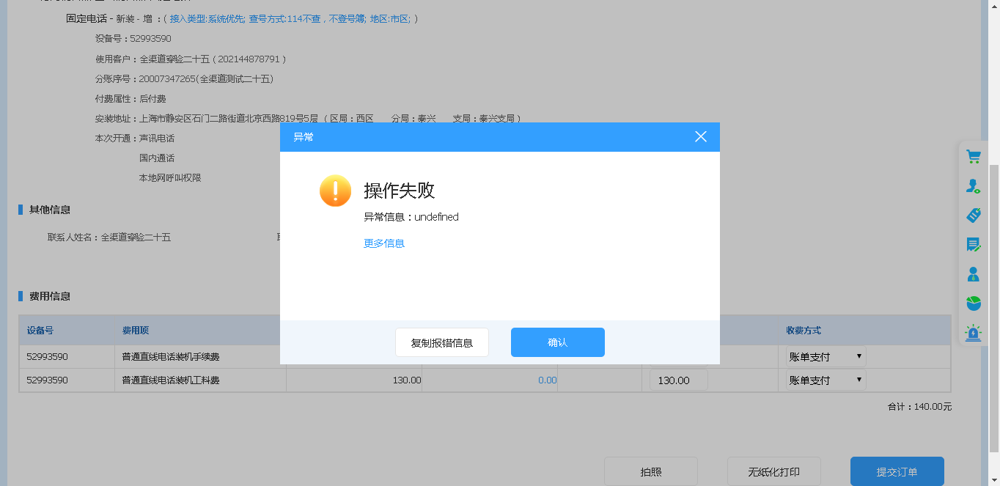 固定电话 - 新装 - 增 ：( 接入类型:系统优先; 查号方式:114不查，不登号簿; 地区:市区; )
设备号：52993590
使用客户：全渠道穿验二十五 ( 202144878791 )
分账序号：20007347265(全渠道测试二十五)
付费属性：后付费
安装地址：上海市静安区石门二路街道北京西路819号5层 ( 区局：西区 分局：泰兴 支局：泰兴支局 )
本次开通：声讯电话
国内通话
本地网呼叫权限
异常
操作失败
异常信息：undefined
更多信息
复制报错信息 确认
其他信息
联系人姓名：全渠道穿验二十五
费用信息
设备号 费用项 收费方式
52993590 普通直线电话装机手续费 账单支付
52993590 普通直线电话装机工料费 130.00 0.00 130.00 账单支付
合计：140.00元
拍照 无纸化打印 提交订单